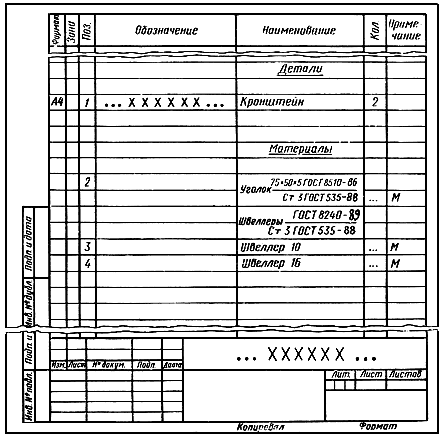 Формат Зона Поз. Обозначение Наименование Кол Приме-
чание
Детали
А4 1 ... X X X X X X ... Кронштейн 2
Материалы
2 Уголок 75×50×5 ГОСТ 8510-86
Ст 3 ГОСТ 535-88 ... М
Швеллеры ГОСТ 8240-89
Ст 3 ГОСТ 535-88
3 Швеллер 10 ... М
4 Швеллер 16 ... М
Подп. и дата
Инв. № дубл.
Подп. и
Инв. № подл.
... XXXXXX ...
Изм. Лист № докум. Подп. Дата
Лит. Лист Листов
Копировал Формат